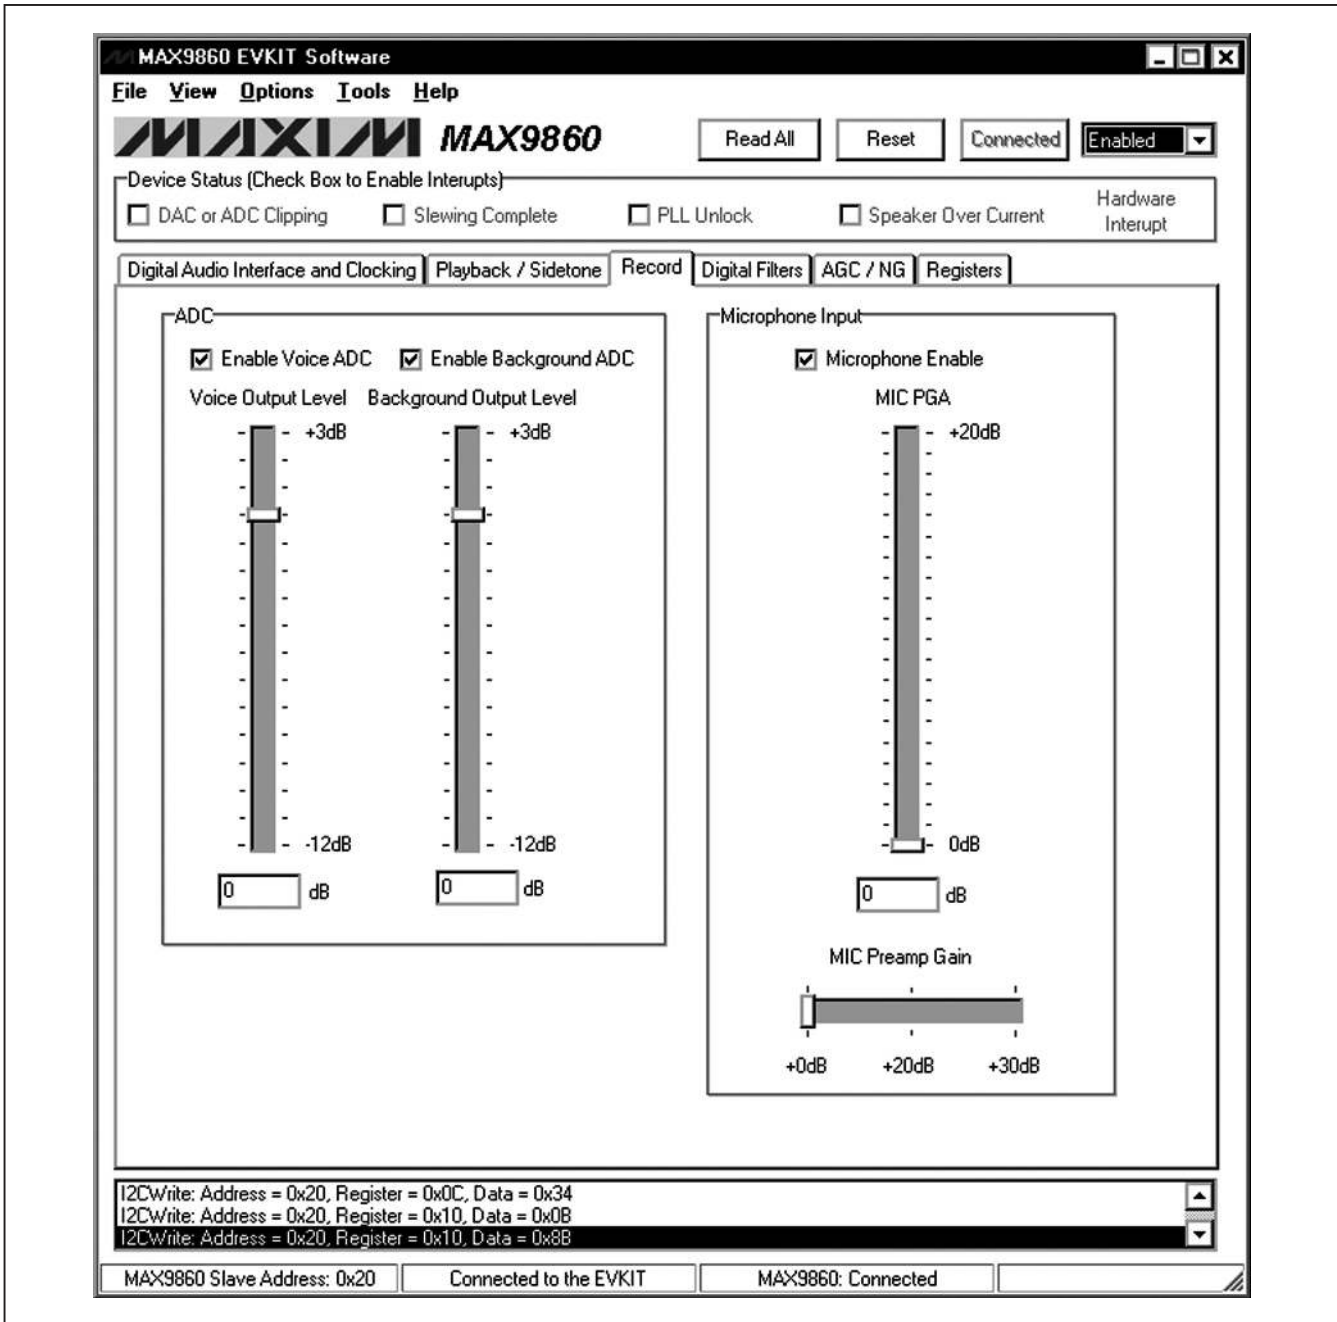 MAX9860 EVKIT Software
File View Options Tools Help
MAXIM MAX9860 Read All Reset Connected Enabled
Device Status (Check Box to Enable Interupts)
DAC or ADC Clipping Slewing Complete PLL Unlock Speaker Over Current Hardware Interupt
Digital Audio Interface and Clocking Playback / Sidetone Record Digital Filters AGC / NG Registers
ADC
Enable Voice ADC Enable Background ADC
Voice Output Level Background Output Level
+3dB +3dB
-12dB -12dB
0 dB 0 dB
Microphone Input
Microphone Enable
MIC PGA
+20dB
0dB
0 dB
MIC Preamp Gain
+0dB +20dB +30dB
I2CWrite: Address = 0x20, Register = 0x0C, Data = 0x34
I2CWrite: Address = 0x20, Register = 0x10, Data = 0x0B
I2CWrite: Address = 0x20, Register = 0x10, Data = 0x8B
MAX9860 Slave Address: 0x20 Connected to the EVKIT MAX9860: Connected